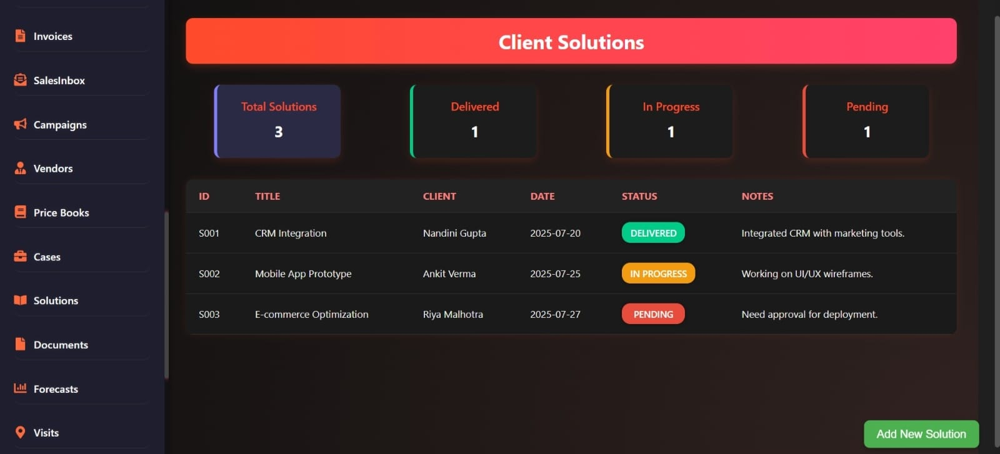 Invoices
SalesInbox
Campaigns
Vendors
Price Books
Cases
Solutions
Documents
Forecasts
Visits
Client Solutions
Total Solutions
3
Delivered
1
In Progress
1
Pending
1
ID TITLE CLIENT DATE STATUS NOTES
S001 CRM Integration Nandini Gupta 2025-07-20 DELIVERED Integrated CRM with marketing tools.
S002 Mobile App Prototype Ankit Verma 2025-07-25 IN PROGRESS Working on UI/UX wireframes.
S003 E-commerce Optimization Riya Malhotra 2025-07-27 PENDING Need approval for deployment.
Add New Solution